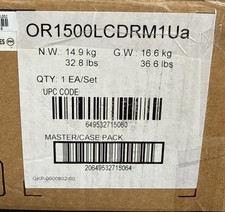 OR1500LCDRM1Ua
N W : 14.9 kg G W : 16.6 kg
32.8 lbs 36.6 lbs
QTY: 1 EA/Set
UPC CODE
649532715063
MASTER/CASE PACK
20649532715064